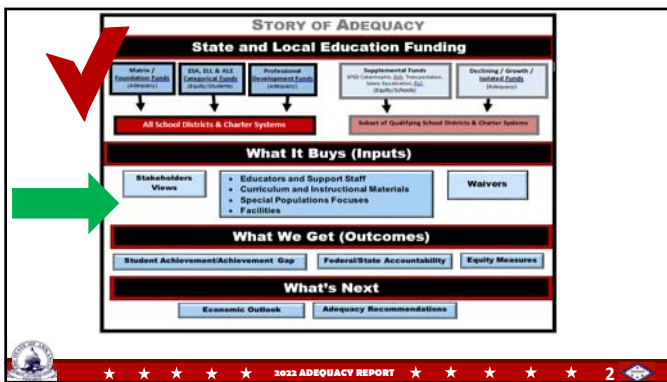 STORY OF ADEQUACY
State and Local Education Funding
Matrix /
Foundation Funds
(Adequacy)
ESA, ELL & ALE
Categorical Funds
(Equity/Students)
Professional
Development Funds
(Adequacy)
Supplemental Funds
Transportation,
(Equity/Schools)
Declining / Growth /
Isolated Funds
(Adequacy)
All School Districts & Charter Systems
Subset of Qualifying School Districts & Charter Systems
What It Buys (Inputs)
Stakeholders
Views
• Educators and Support Staff
• Curriculum and Instructional Materials
• Special Populations Focuses
• Facilities
Waivers
What We Get (Outcomes)
Student Achievement/Achievement Gap
Federal/State Accountability
Equity Measures
What's Next
Economic Outlook
Adequacy Recommendations
2022 ADEQUACY REPORT
2